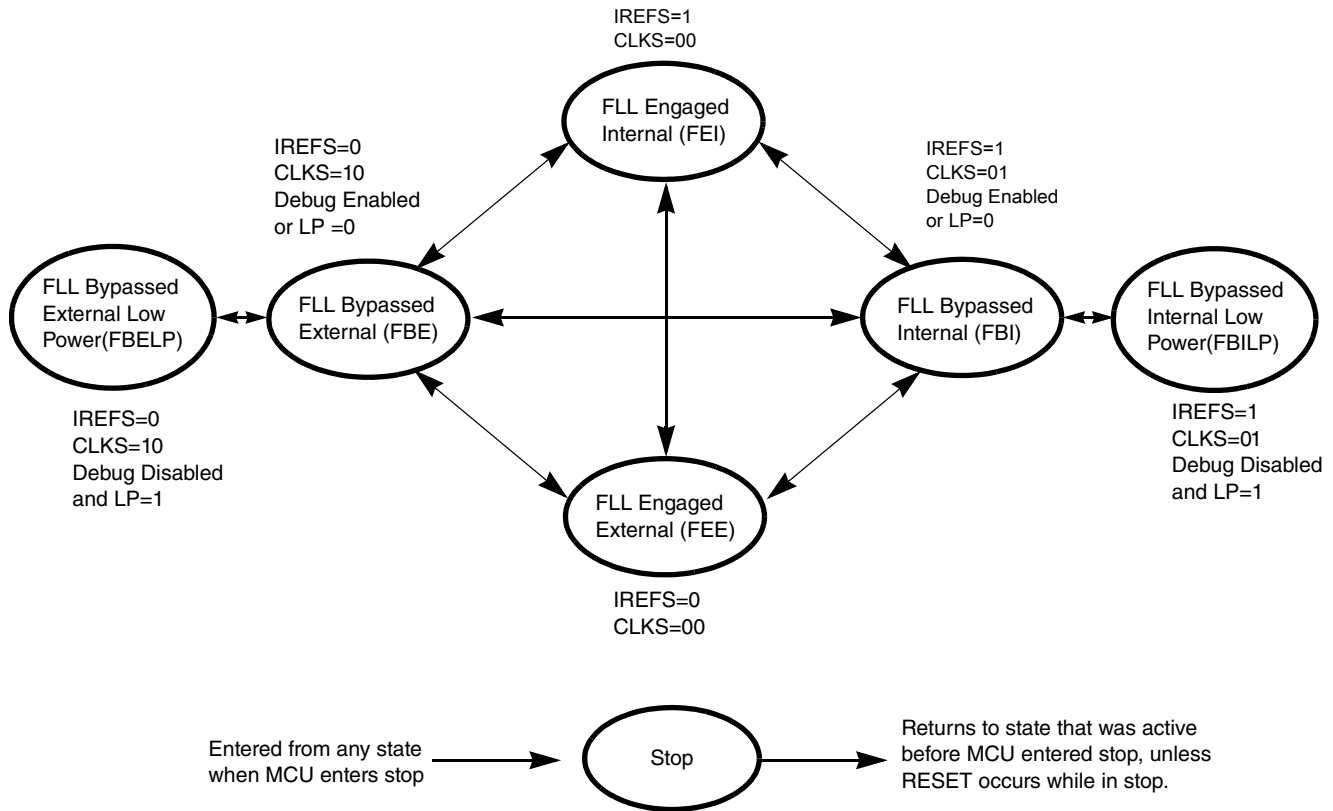 IREFS=1
CLKS=00
FLL Engaged
Internal (FEI)
IREFS=0
CLKS=10
Debug Enabled
or LP =0
IREFS=1
CLKS=01
Debug Enabled
or LP=0
FLL Bypassed
External Low
Power(FBELP)
FLL Bypassed
External (FBE)
FLL Bypassed
Internal (FBI)
FLL Bypassed
Internal Low
Power(FBILP)
IREFS=0
CLKS=10
Debug Disabled
and LP=1
IREFS=1
CLKS=01
Debug Disabled
and LP=1
FLL Engaged
External (FEE)
IREFS=0
CLKS=00
Entered from any state
when MCU enters stop
Stop
Returns to state that was active
before MCU entered stop, unless
RESET occurs while in stop.